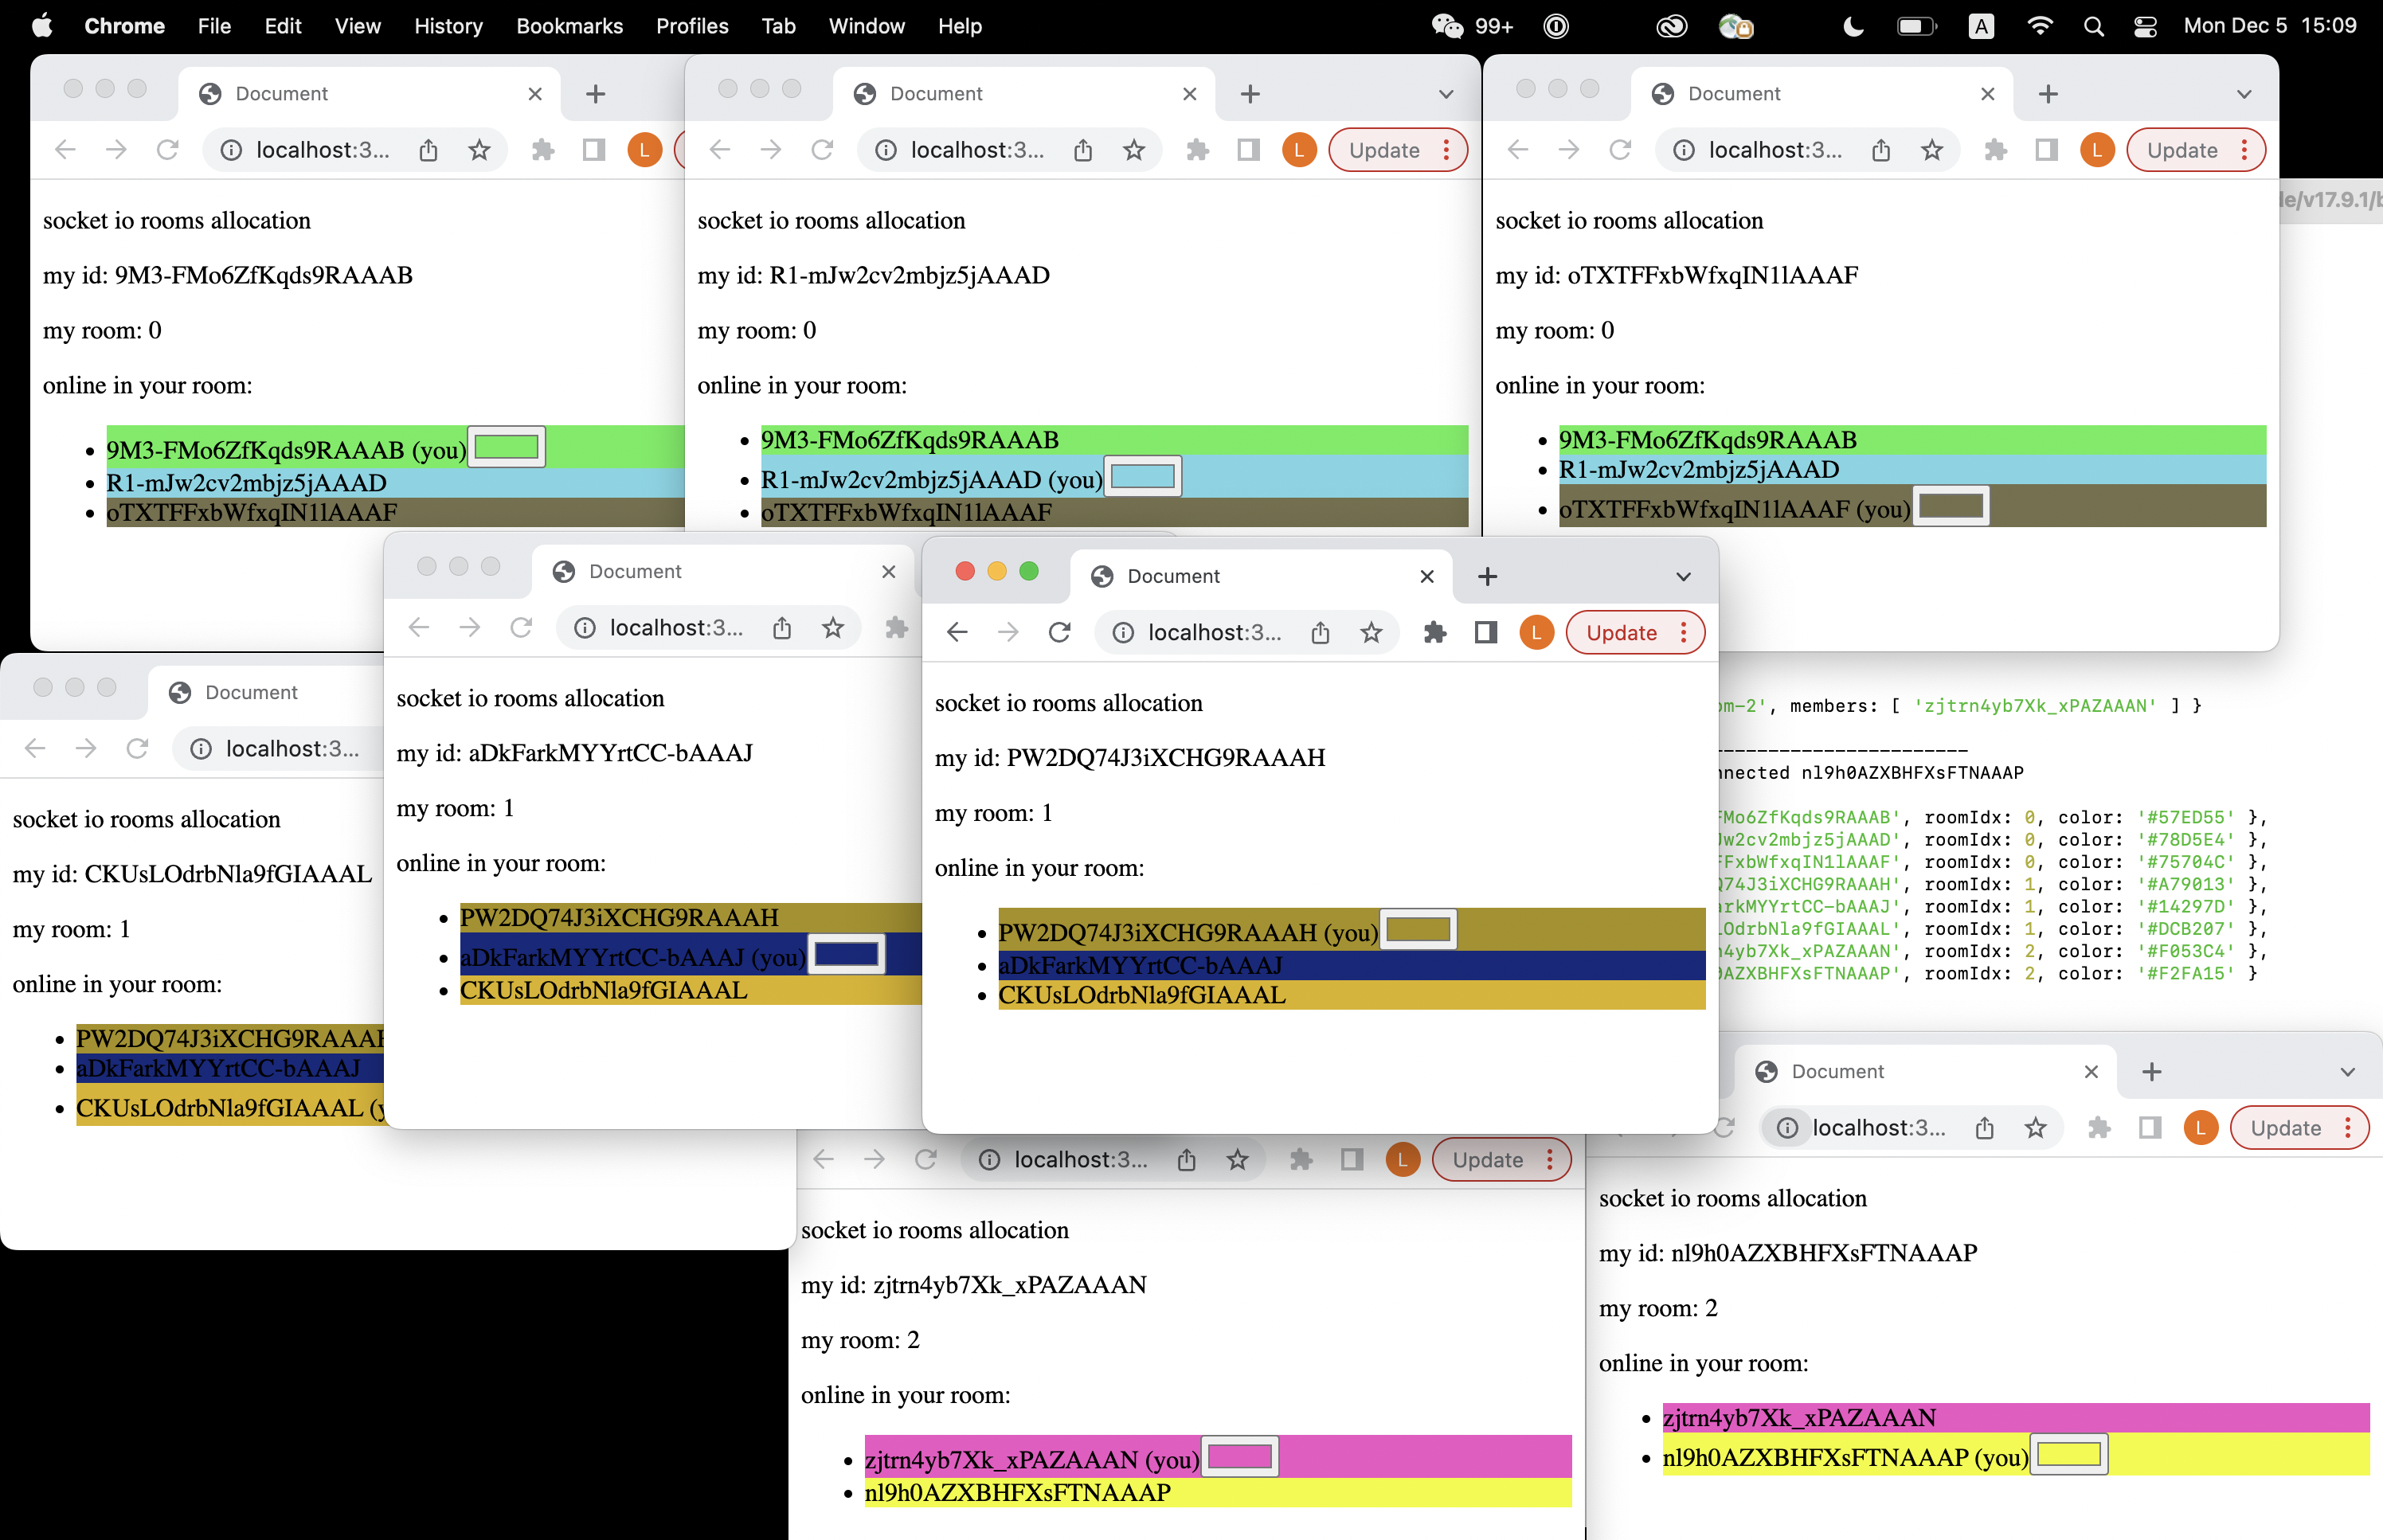 Chrome File Edit View History Bookmarks Profiles Tab Window Help 99+ A Mon Dec 5 15:09
Document
localhost:3... L
socket io rooms allocation
my id: 9M3-FMo6ZfKqds9RAAAB
my room: 0
online in your room:
9M3-FMo6ZfKqds9RAAAB (you)
R1-mJw2cv2mbjz5jAAAD
oTXTFFxbWfxqIN1lAAAF
Document
localhost:3... L Update
socket io rooms allocation
my id: R1-mJw2cv2mbjz5jAAAD
my room: 0
online in your room:
9M3-FMo6ZfKqds9RAAAB
R1-mJw2cv2mbjz5jAAAD (you)
oTXTFFxbWfxqIN1lAAAF
Document
localhost:3... L Update
socket io rooms allocation
my id: oTXTFFxbWfxqIN1lAAAF
my room: 0
online in your room:
9M3-FMo6ZfKqds9RAAAB
R1-mJw2cv2mbjz5jAAAD
oTXTFFxbWfxqIN1lAAAF (you)
de/v17.9.1/b
Document
localhost:3...
socket io rooms allocation
my id: CKUsLOdrbNla9fGIAAAL
my room: 1
online in your room:
PW2DQ74J3iXCHG9RAAAH
aDkFarkMYYrtCC-bAAAJ
CKUsLOdrbNla9fGIAAAL (y
Document
localhost:3...
socket io rooms allocation
my id: aDkFarkMYYrtCC-bAAAJ
my room: 1
online in your room:
PW2DQ74J3iXCHG9RAAAH
aDkFarkMYYrtCC-bAAAJ (you)
CKUsLOdrbNla9fGIAAAL
Document
localhost:3... L Update
socket io rooms allocation
my id: PW2DQ74J3iXCHG9RAAAH
my room: 1
online in your room:
PW2DQ74J3iXCHG9RAAAH (you)
aDkFarkMYYrtCC-bAAAJ
CKUsLOdrbNla9fGIAAAL
om-2', members: [ 'zjtrn4yb7Xk_xPAZAAAN' ] }
-----------------------
nnected nl9h0AZXBHFXsFTNAAAP
FMo6ZfKqds9RAAAB', roomIdx: 0, color: '#57ED55' },
Jw2cv2mbjz5jAAAD', roomIdx: 0, color: '#78D5E4' },
FFxbWfxqIN1lAAAF', roomIdx: 0, color: '#75704C' },
Q74J3iXCHG9RAAAH', roomIdx: 1, color: '#A79013' },
arkMYYrtCC-bAAAJ', roomIdx: 1, color: '#14297D' },
LOdrbNla9fGIAAAL', roomIdx: 1, color: '#DCB207' },
n4yb7Xk_xPAZAAAN', roomIdx: 2, color: '#F053C4' },
0AZXBHFXsFTNAAAP', roomIdx: 2, color: '#F2FA15' }
localhost:3... L Update
socket io rooms allocation
my id: zjtrn4yb7Xk_xPAZAAAN
my room: 2
online in your room:
zjtrn4yb7Xk_xPAZAAAN (you)
nl9h0AZXBHFXsFTNAAAP
Document
localhost:3... L Update
socket io rooms allocation
my id: nl9h0AZXBHFXsFTNAAAP
my room: 2
online in your room:
zjtrn4yb7Xk_xPAZAAAN
nl9h0AZXBHFXsFTNAAAP (you)